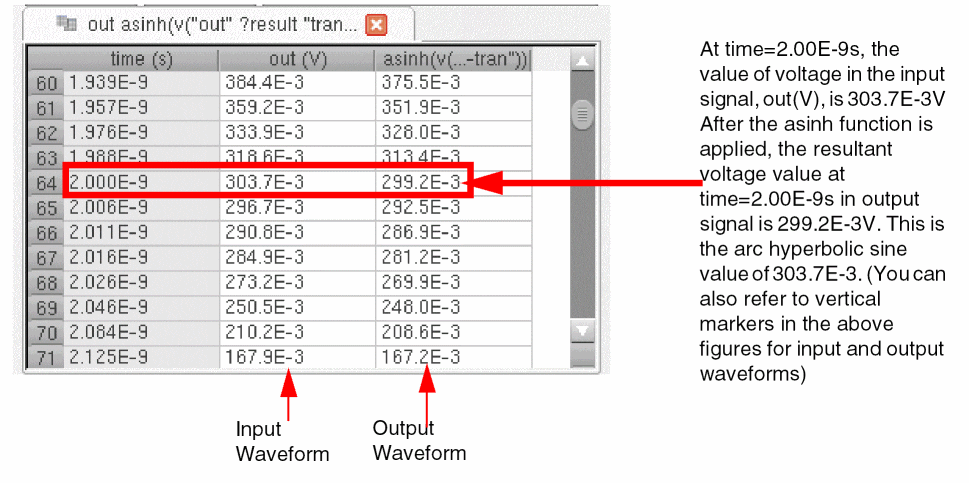 out asinh(v("out" ?result "tran...
time (s) out (V) asinh(v(...-tran"))
60 1.939E-9 384.4E-3 375.5E-3
61 1.957E-9 359.2E-3 351.9E-3
62 1.976E-9 333.9E-3 328.0E-3
63 1.988E-9 318.6E-3 313.4E-3
64 2.000E-9 303.7E-3 299.2E-3
65 2.006E-9 296.7E-3 292.5E-3
66 2.011E-9 290.8E-3 286.9E-3
67 2.016E-9 284.9E-3 281.2E-3
68 2.026E-9 273.2E-3 269.9E-3
69 2.046E-9 250.5E-3 248.0E-3
70 2.084E-9 210.2E-3 208.6E-3
71 2.125E-9 167.9E-3 167.2E-3
Input
Waveform
Output
Waveform
At time=2.00E-9s, the
value of voltage in the input
signal, out(V), is 303.7E-3V
After the asinh function is
applied, the resultant
voltage value at
time=2.00E-9s in output
signal is 299.2E-3V. This is
the arc hyperbolic sine
value of 303.7E-3. (You can
also refer to vertical
markers in the above
figures for input and output
waveforms)